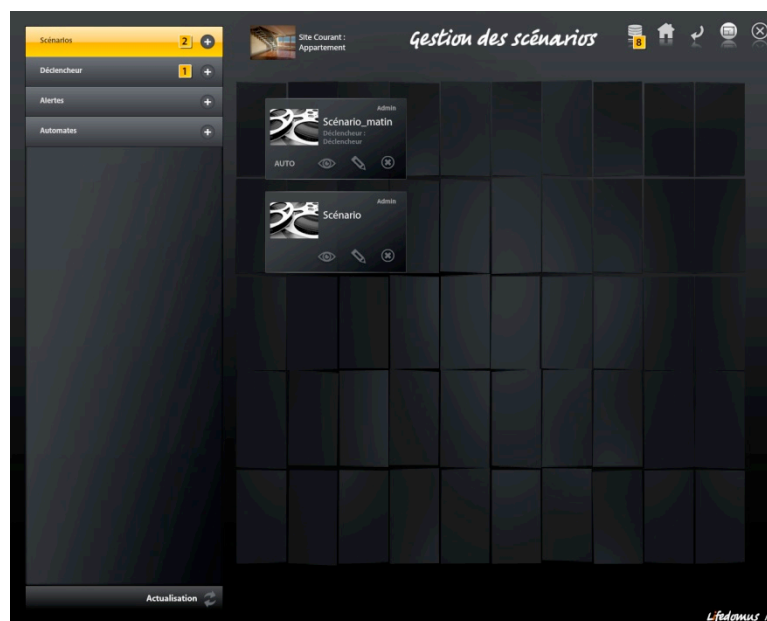 Scénarios 2
Déclencheur 1
Alertes
Automates
Actualisation
Site Courant :
Appartement
Gestion des scénarios
8
Admin
Scénario_matin
Déclencheur :
Déclencheur
AUTO
Admin
Scénario
Lifedomus